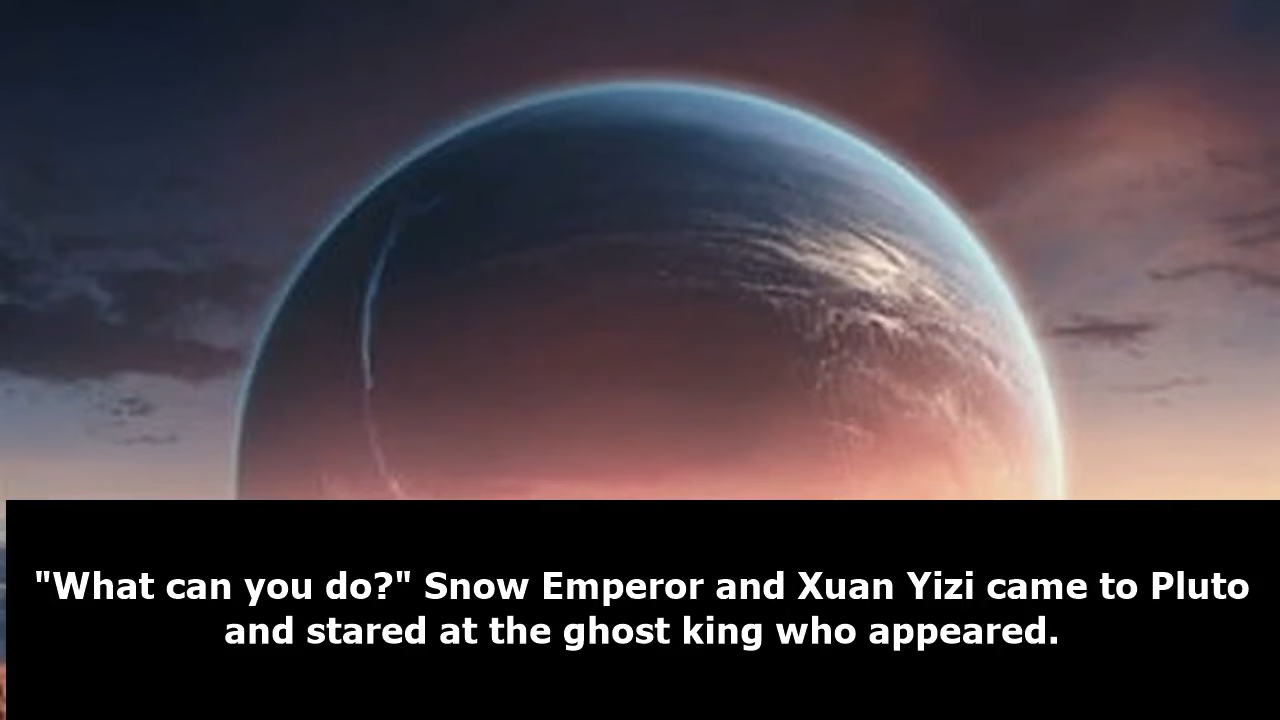 "What can you do?" Snow Emperor and Xuan Yizi came to Pluto
and stared at the ghost king who appeared.